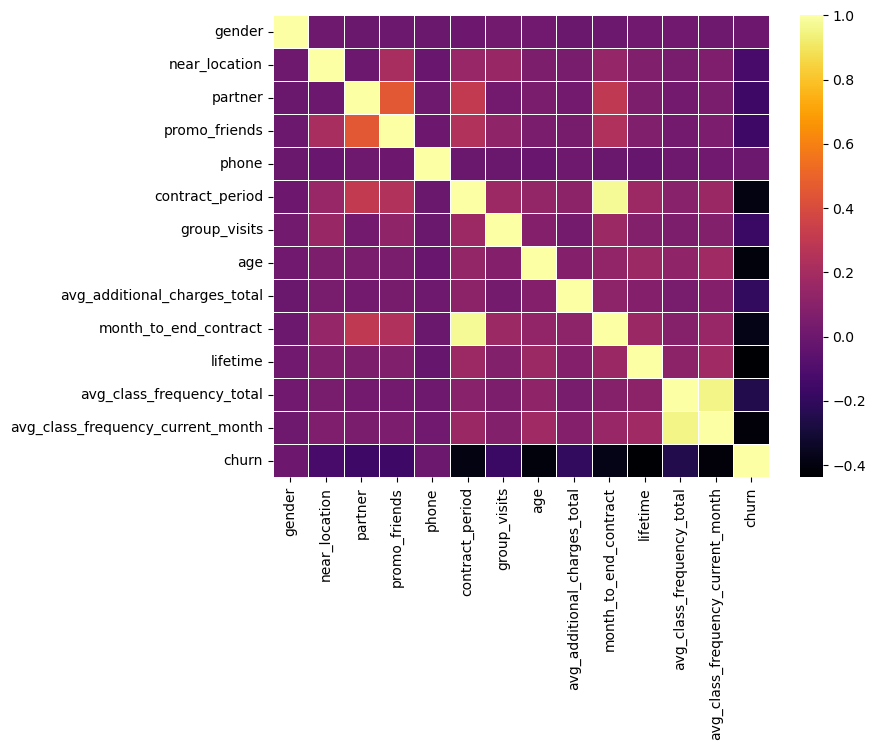 gender
near_location
partner
promo_friends
phone
contract_period
group_visits
age
avg_additional_charges_total
month_to_end_contract
lifetime
avg_class_frequency_total
avg_class_frequency_current_month
churn
gender
near_location
partner
promo_friends
phone
contract_period
group_visits
age
avg_additional_charges_total
month_to_end_contract
lifetime
avg_class_frequency_total
avg_class_frequency_current_month
churn
1.0
0.8
0.6
0.4
0.2
0.0
−0.2
−0.4